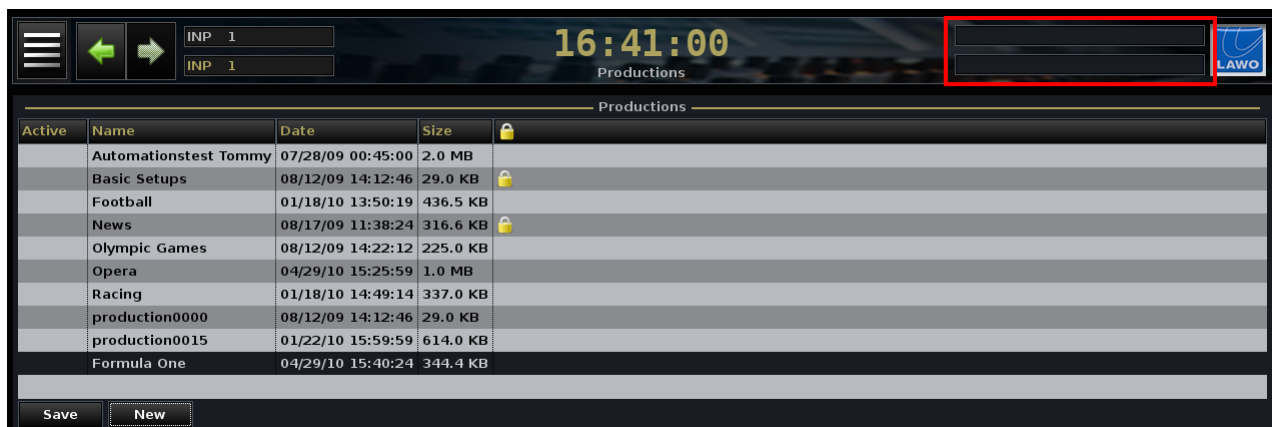 INP 1
INP 1
16:41:00
Productions
LAWO
Productions
Active Name Date Size
Automationstest Tommy 07/28/09 00:45:00 2.0 MB
Basic Setups 08/12/09 14:12:46 29.0 KB
Football 01/18/10 13:50:19 436.5 KB
News 08/17/09 11:38:24 316.6 KB
Olympic Games 08/12/09 14:22:12 225.0 KB
Opera 04/29/10 15:25:59 1.0 MB
Racing 01/18/10 14:49:14 337.0 KB
production0000 08/12/09 14:12:46 29.0 KB
production0015 01/22/10 15:59:59 614.0 KB
Formula One 04/29/10 15:40:24 344.4 KB
Save New